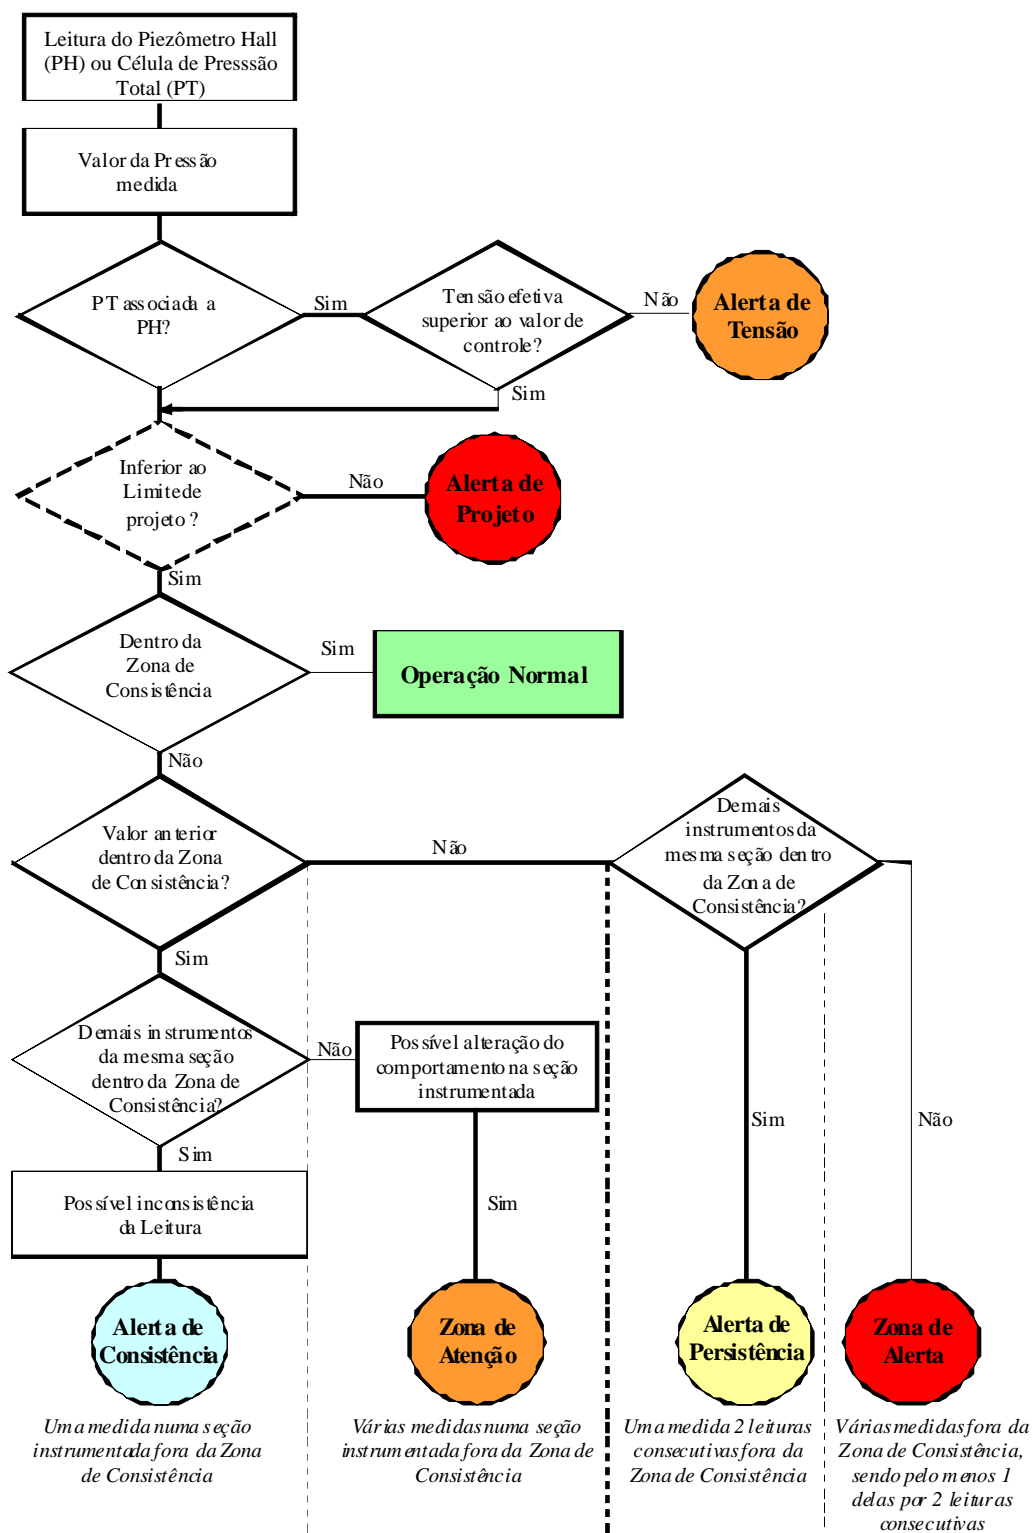 Leitura do Piezômetro Hall
(PH) ou Célula de Presssão
Total (PT)
Valor da Pressão
medida
PT associada a
PH?
Sim
Tensão efetiva
superior ao valor de
controle?
Não
Alerta de
Tensão
Sim
Inferior ao
Limite de
projeto ?
Não
Alerta de
Projeto
Sim
Dentro da
Zona de
Consistência
Sim
Operação Normal
Não
Valor anterior
dentro da Zona
de Consistência?
Não
Demais
instrumentos da
mesma seção dentro
da Zona de
Consistência?
Sim
Demais instrumentos
da mesma seção
dentro da Zona de
Consistência?
Não
Possível alteração do
comportamento na seção
instrumentada
Sim
Não
Sim
Possível inconsistência
da Leitura
Sim
Alerta de
Consistência
Zona de
Atenção
Alerta de
Persistência
Zona de
Alerta
Uma medida numa seção
instrumentada fora da Zona
de Consistência
Várias medidas numa seção
instrumentada fora da Zona de
Consistência
Uma medida 2 leituras
consecutivas fora da
Zona de Consistência
Várias medidas fora da
Zona de Consistência,
sendo pelo menos 1
delas por 2 leituras
consecutivas